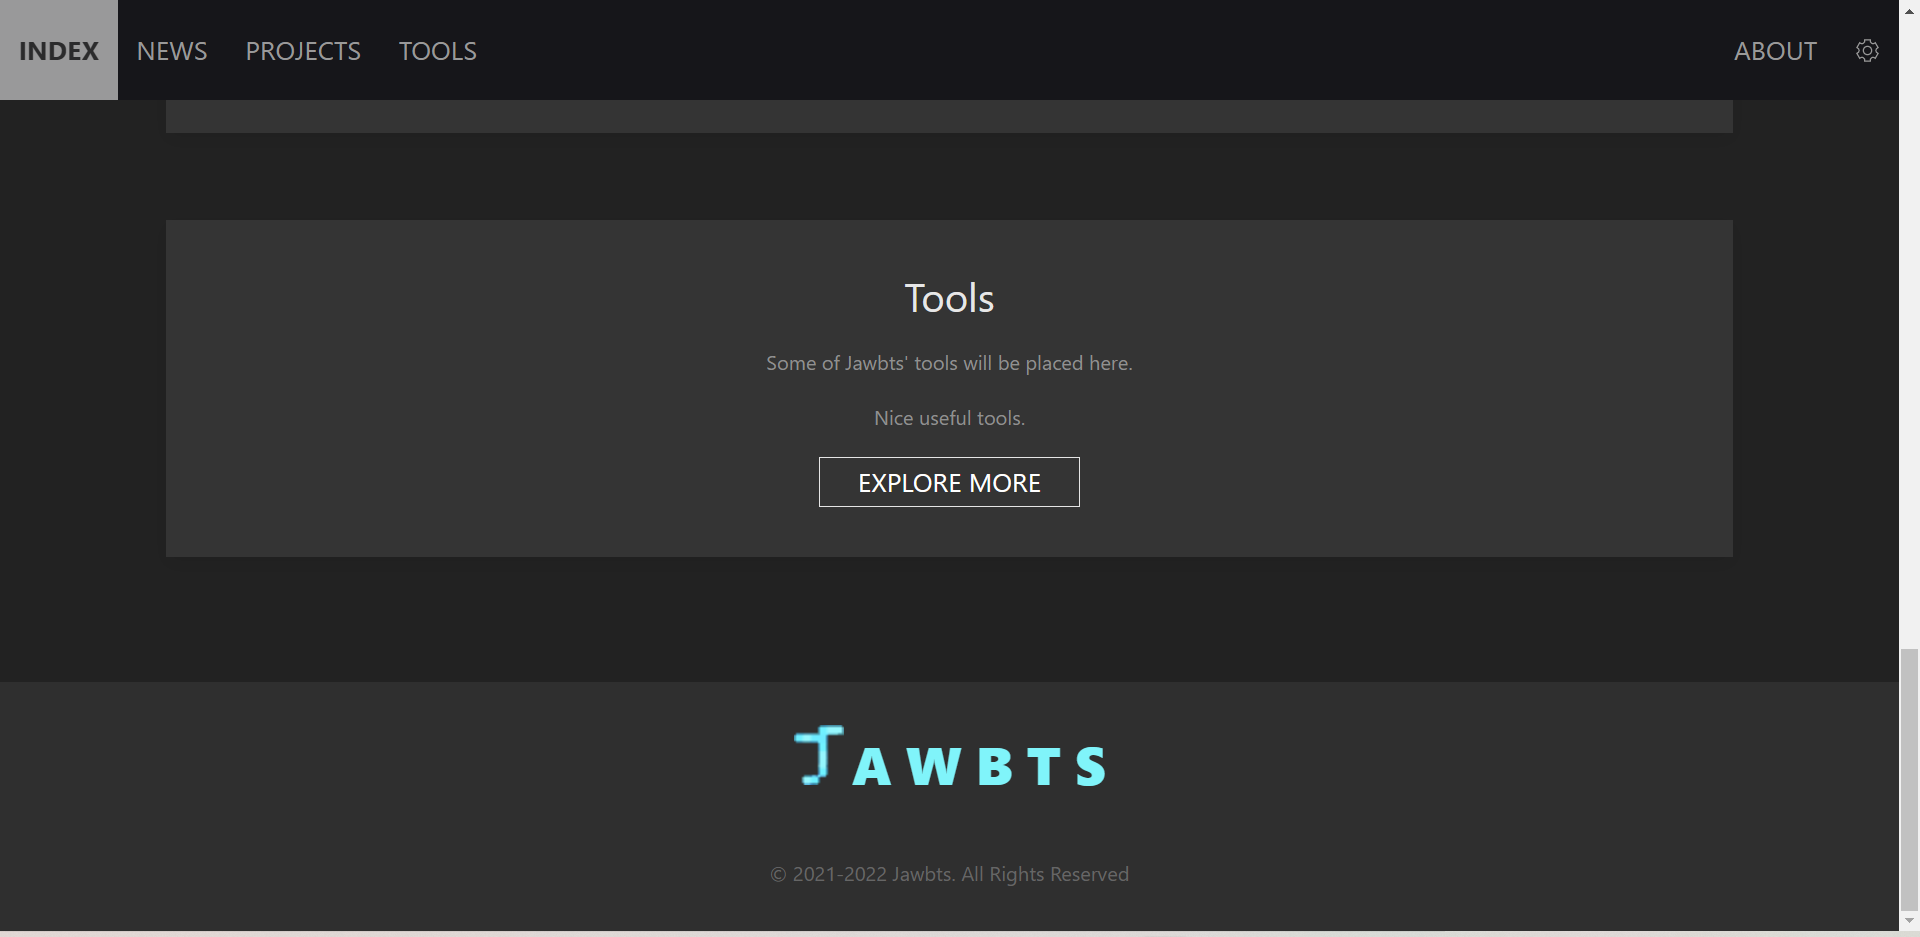 INDEX NEWS PROJECTS TOOLS ABOUT
Tools
Some of Jawbts' tools will be placed here.
Nice useful tools.
EXPLORE MORE
JAWBTS
© 2021-2022 Jawbts. All Rights Reserved